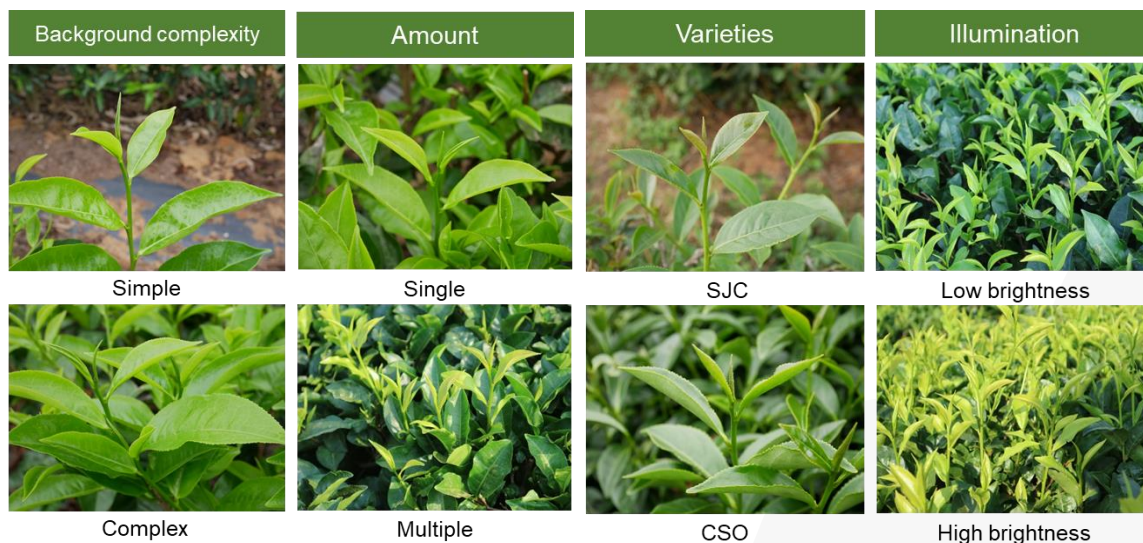 Background complexity
Amount
Varieties
Illumination
Simple
Single
SJC
Low brightness
Complex
Multiple
CSO
High brightness